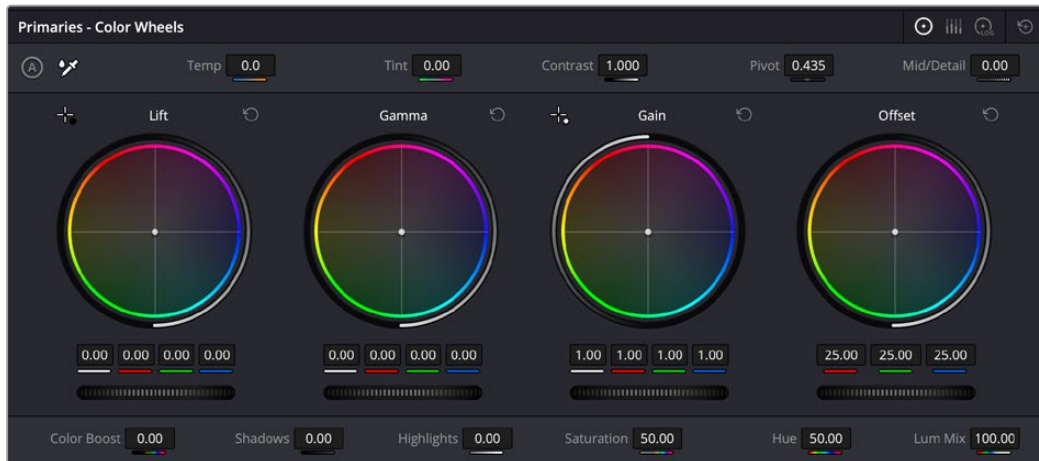 Primaries - Color Wheels
LOG
A Temp 0.0 Tint 0.00 Contrast 1.000 Pivot 0.435 Mid/Detail 0.00
Lift Gamma Gain Offset
0.00 0.00 0.00 0.00 0.00 0.00 0.00 0.00 1.00 1.00 1.00 1.00 25.00 25.00 25.00
Color Boost 0.00 Shadows 0.00 Highlights 0.00 Saturation 50.00 Hue 50.00 Lum Mix 100.00